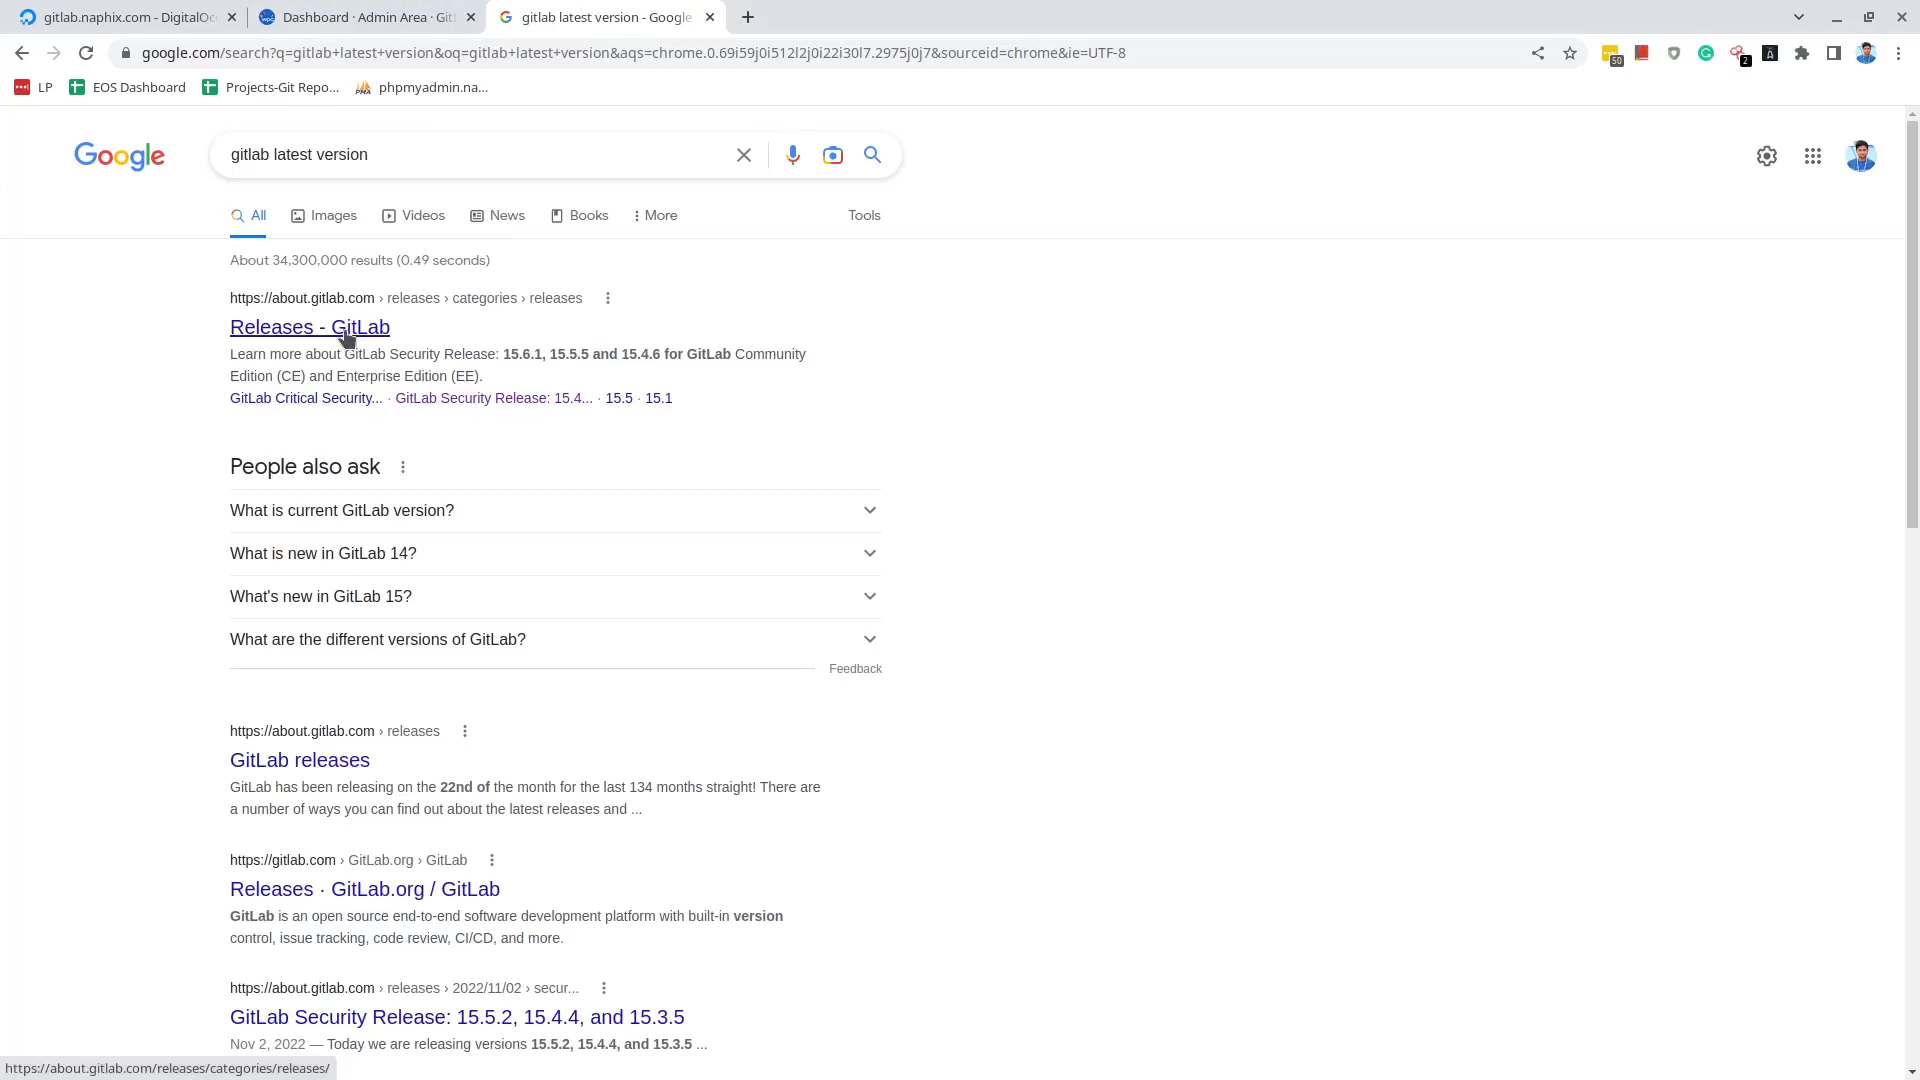 gitlab.naphix.com - DigitalOc
Dashboard · Admin Area · Git
gitlab latest version - Google
google.com/search?q=gitlab+latest+version&oq=gitlab+latest+version&aqs=chrome.0.69i59j0i512l2j0i22i30l7.2975j0j7&sourceid=chrome&ie=UTF-8
50
2
LP
EOS Dashboard
Projects-Git Repo...
phpmyadmin.na...
Google
gitlab latest version
All
Images
Videos
News
Books
More
Tools
About 34,300,000 results (0.49 seconds)
https://about.gitlab.com › releases › categories › releases
Releases - GitLab
Learn more about GitLab Security Release: 15.6.1, 15.5.5 and 15.4.6 for GitLab Community
Edition (CE) and Enterprise Edition (EE).
GitLab Critical Security... · GitLab Security Release: 15.4... · 15.5 · 15.1
People also ask
What is current GitLab version?
What is new in GitLab 14?
What's new in GitLab 15?
What are the different versions of GitLab?
Feedback
https://about.gitlab.com › releases
GitLab releases
GitLab has been releasing on the 22nd of the month for the last 134 months straight! There are
a number of ways you can find out about the latest releases and ...
https://gitlab.com › GitLab.org › GitLab
Releases · GitLab.org / GitLab
GitLab is an open source end-to-end software development platform with built-in version
control, issue tracking, code review, CI/CD, and more.
https://about.gitlab.com › releases › 2022/11/02 › secur...
GitLab Security Release: 15.5.2, 15.4.4, and 15.3.5
Nov 2, 2022 — Today we are releasing versions 15.5.2, 15.4.4, and 15.3.5 ...
https://about.gitlab.com/releases/categories/releases/